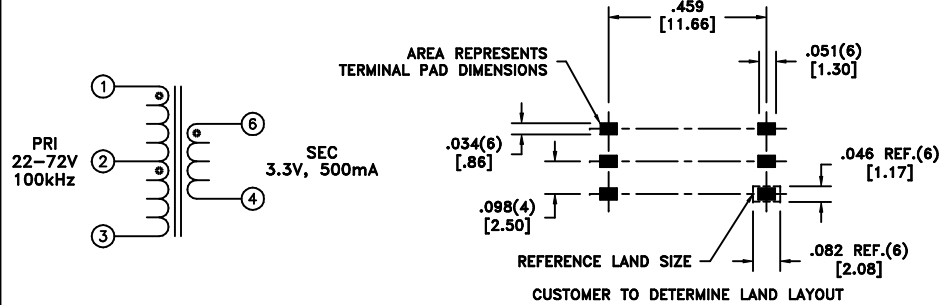 1
2
3
PRI
22-72V
100kHz
6
4
SEC
3.3V, 500mA
.459
[11.66]
AREA REPRESENTS
TERMINAL PAD DIMENSIONS
.051(6)
[1.30]
.034(6)
[.86]
.046 REF.(6)
[1.17]
.098(4)
[2.50]
REFERENCE LAND SIZE
.082 REF.(6)
[2.08]
CUSTOMER TO DETERMINE LAND LAYOUT